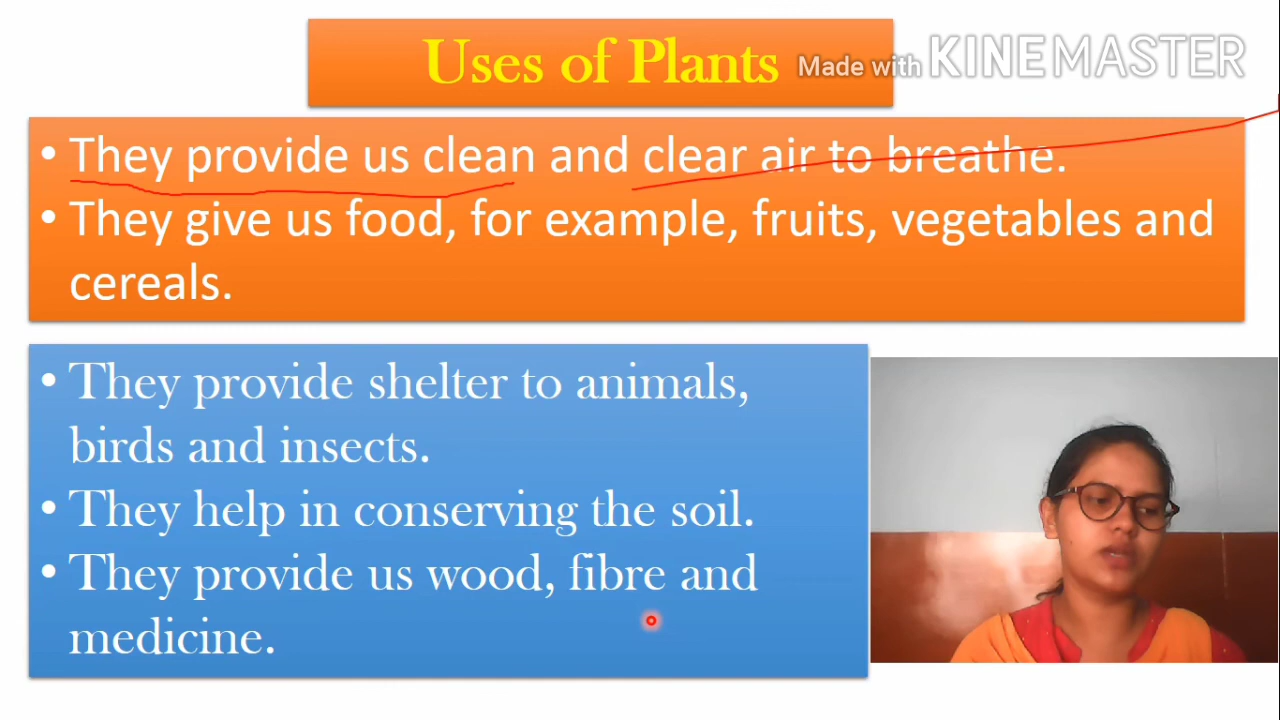 Uses of Plants
Made with KINEMASTER
• They provide us clean and clear air to breathe.
• They give us food, for example, fruits, vegetables and
cereals.
• They provide shelter to animals,
birds and insects.
• They help in conserving the soil.
• They provide us wood, fibre and
medicine.